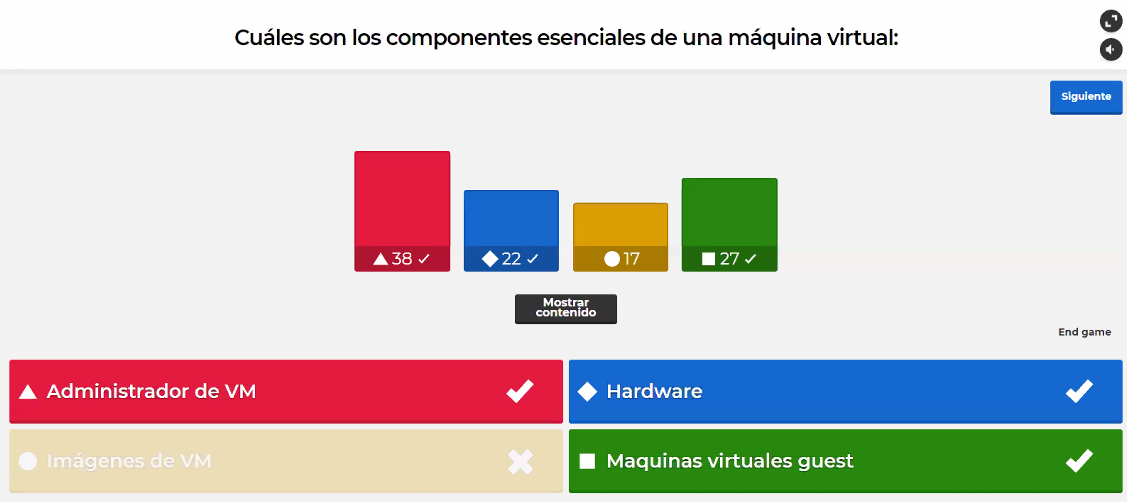 Cuáles son los componentes esenciales de una máquina virtual:
Siguiente
38
22
17
27
Mostrar
contenido
End game
Administrador de VM
Hardware
Imágenes de VM
Maquinas virtuales guest